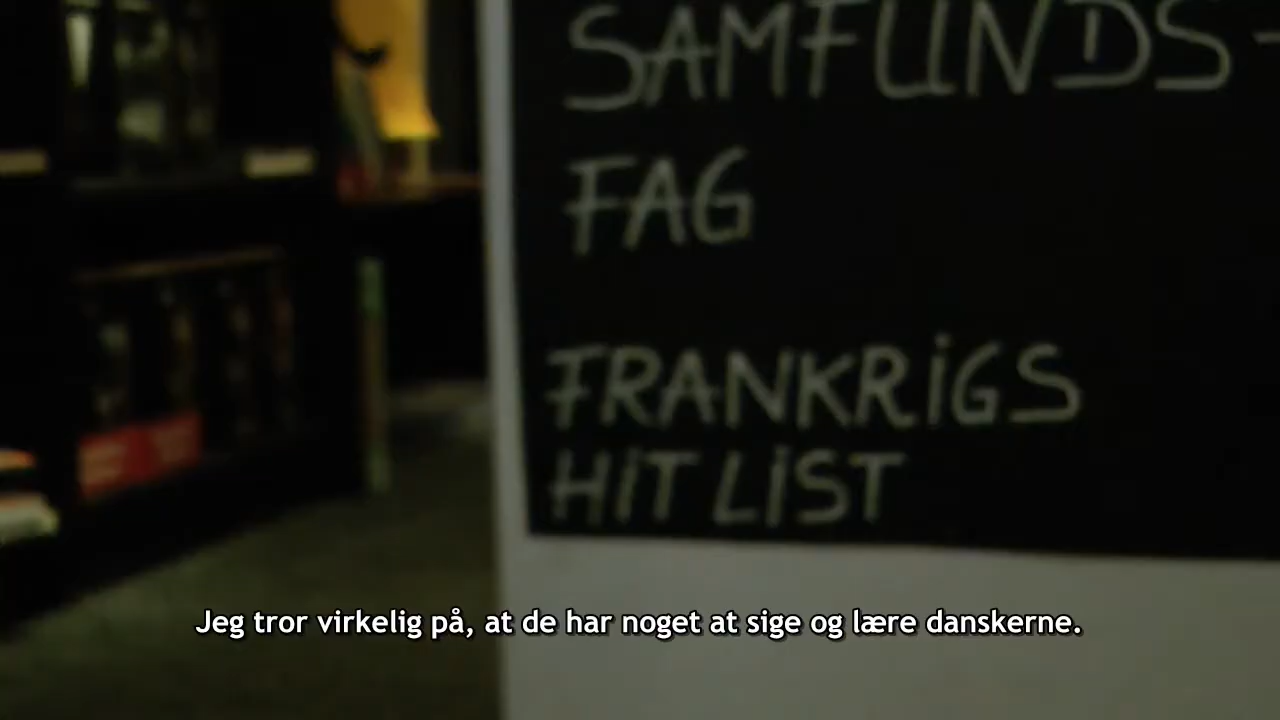 SAMFUNDS-
FAG
FRANKRIGS
HIT LIST
Jeg tror virkelig på, at de har noget at sige og lære danskerne.